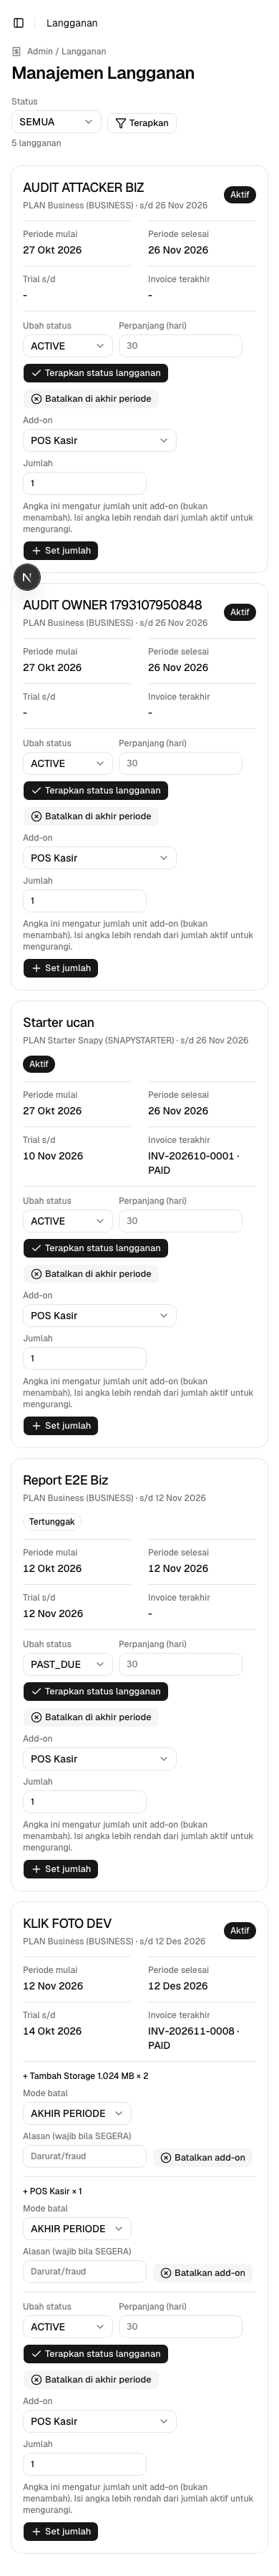 Langganan
Admin / Langganan
Manajemen Langganan
Status
SEMUA
Terapkan
5 langganan
AUDIT ATTACKER BIZ
Aktif
PLAN Business (BUSINESS) · s/d 26 Nov 2026
Periode mulai
Periode selesai
27 Okt 2026
26 Nov 2026
Trial s/d
Invoice terakhir
-
-
Ubah status
Perpanjang (hari)
ACTIVE
30
Terapkan status langganan
Batalkan di akhir periode
Add-on
POS Kasir
Jumlah
1
Angka ini mengatur jumlah unit add-on (bukan
menambah). Isi angka lebih rendah dari jumlah aktif untuk
mengurangi.
Set jumlah
N
AUDIT OWNER 1793107950848
Aktif
PLAN Business (BUSINESS) · s/d 26 Nov 2026
Periode mulai
Periode selesai
27 Okt 2026
26 Nov 2026
Trial s/d
Invoice terakhir
-
-
Ubah status
Perpanjang (hari)
ACTIVE
30
Terapkan status langganan
Batalkan di akhir periode
Add-on
POS Kasir
Jumlah
1
Angka ini mengatur jumlah unit add-on (bukan
menambah). Isi angka lebih rendah dari jumlah aktif untuk
mengurangi.
Set jumlah
Starter ucan
PLAN Starter Snapy (SNAPYSTARTER) · s/d 26 Nov 2026
Aktif
Periode mulai
Periode selesai
27 Okt 2026
26 Nov 2026
Trial s/d
Invoice terakhir
10 Nov 2026
INV-202610-0001 ·
PAID
Ubah status
Perpanjang (hari)
ACTIVE
30
Terapkan status langganan
Batalkan di akhir periode
Add-on
POS Kasir
Jumlah
1
Angka ini mengatur jumlah unit add-on (bukan
menambah). Isi angka lebih rendah dari jumlah aktif untuk
mengurangi.
Set jumlah
Report E2E Biz
PLAN Business (BUSINESS) · s/d 12 Nov 2026
Tertunggak
Periode mulai
Periode selesai
12 Okt 2026
12 Nov 2026
Trial s/d
Invoice terakhir
12 Nov 2026
-
Ubah status
Perpanjang (hari)
PAST_DUE
30
Terapkan status langganan
Batalkan di akhir periode
Add-on
POS Kasir
Jumlah
1
Angka ini mengatur jumlah unit add-on (bukan
menambah). Isi angka lebih rendah dari jumlah aktif untuk
mengurangi.
Set jumlah
KLIK FOTO DEV
Aktif
PLAN Business (BUSINESS) · s/d 12 Des 2026
Periode mulai
Periode selesai
12 Nov 2026
12 Des 2026
Trial s/d
Invoice terakhir
14 Okt 2026
INV-202611-0008 ·
PAID
+ Tambah Storage 1.024 MB × 2
Mode batal
AKHIR PERIODE
Alasan (wajib bila SEGERA)
Darurat/fraud
Batalkan add-on
+ POS Kasir × 1
Mode batal
AKHIR PERIODE
Alasan (wajib bila SEGERA)
Darurat/fraud
Batalkan add-on
Ubah status
Perpanjang (hari)
ACTIVE
30
Terapkan status langganan
Batalkan di akhir periode
Add-on
POS Kasir
Jumlah
1
Angka ini mengatur jumlah unit add-on (bukan
menambah). Isi angka lebih rendah dari jumlah aktif untuk
mengurangi.
Set jumlah